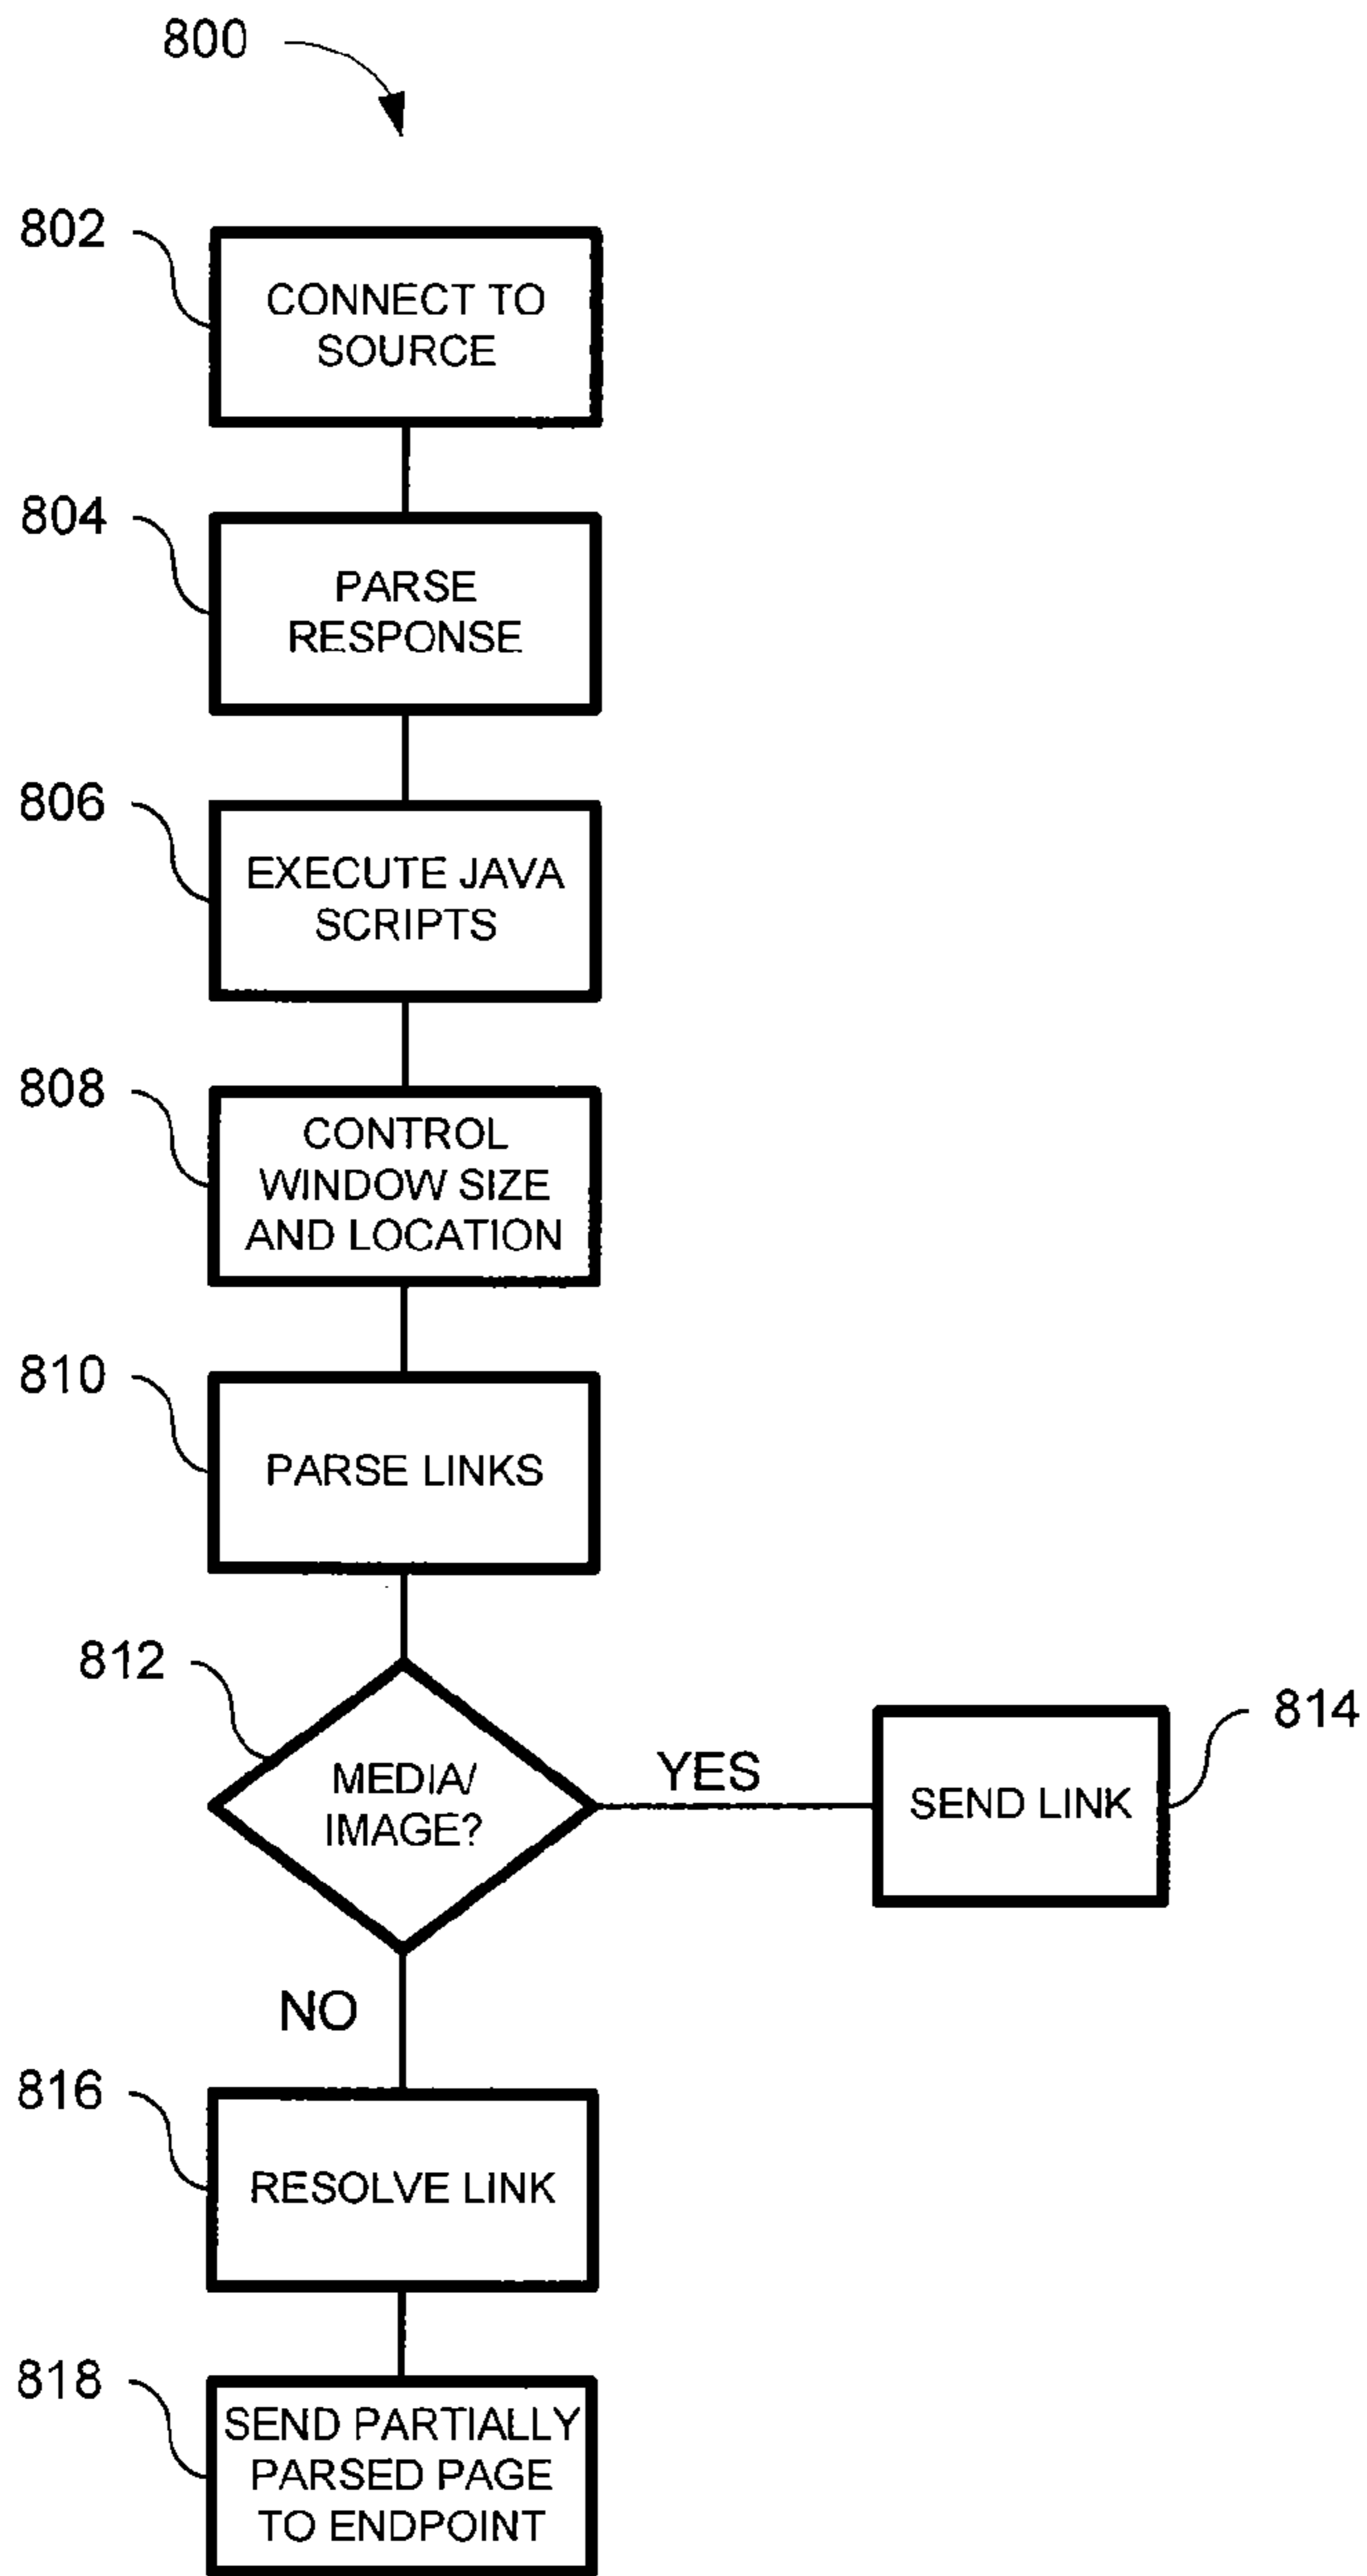 800
802
CONNECT TO
SOURCE
804
PARSE
RESPONSE
806
EXECUTE JAVA
SCRIPTS
808
CONTROL
WINDOW SIZE
AND LOCATION
810
PARSE LINKS
812
MEDIA/
IMAGE?
YES
SEND LINK
814
NO
816
RESOLVE LINK
818
SEND PARTIALLY
PARSED PAGE
TO ENDPOINT